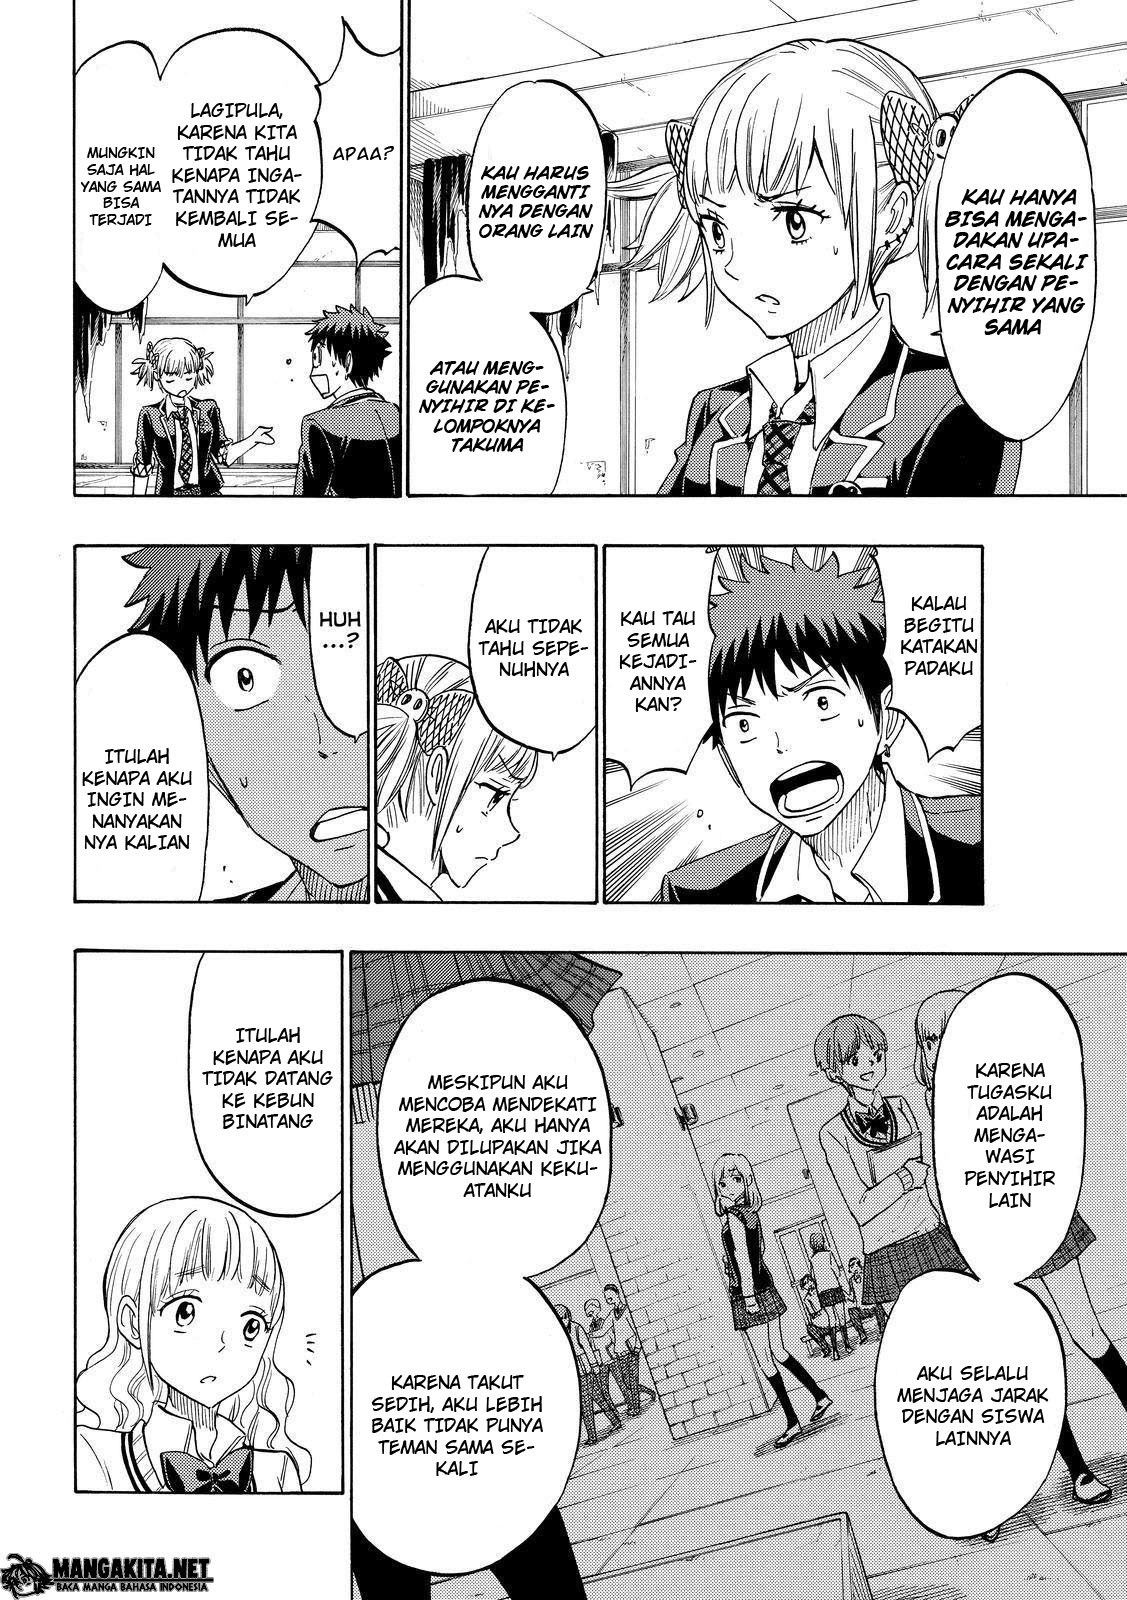 KAU HANYA
BISA MENGA-
DAKAN UPA-
CARA SEKALI
DENGAN PE-
NYIHIR YANG
SAMA
KAU HARUS
MENGGANTI
NYA DENGAN
ORANG LAIN
ATAU MENG-
GUNAKAN PE-
NYIHIR DI KE-
LOMPOKNYA
TAKUMA
APAA?
LAGIPULA,
KARENA KITA
TIDAK TAHU
KENAPA INGA-
TANNYA TIDAK
KEMBALI SE-
MUA
MUNGKIN
SAJA HAL
YANG SAMA
BISA
TERJADI
KALAU
BEGITU
KATAKAN
PADAKU
KAU TAU
SEMUA
KEJADI-
ANNYA
KAN?
AKU TIDAK
TAHU SEPE-
NUHNYA
HUH
...?
ITULAH
KENAPA AKU
INGIN ME-
NANYAKAN
NYA KALIAN
KARENA
TUGASKU
ADALAH
MENGA-
WASI
PENYIHIR
LAIN
AKU SELALU
MENJAGA JARAK
DENGAN SISWA
LAINNYA
MESKIPUN AKU
MENCOBA MENDEKATI
MEREKA, AKU HANYA
AKAN DILUPAKAN JIKA
MENGGUNAKAN KEKU-
ATANKU
KARENA TAKUT
SEDIH, AKU LEBIH
BAIK TIDAK PUNYA
TEMAN SAMA SE-
KALI
ITULAH
KENAPA AKU
TIDAK DATANG
KE KEBUN
BINATANG
MANGAKITA.NET
BACA MANGA BAHASA INDONESIA